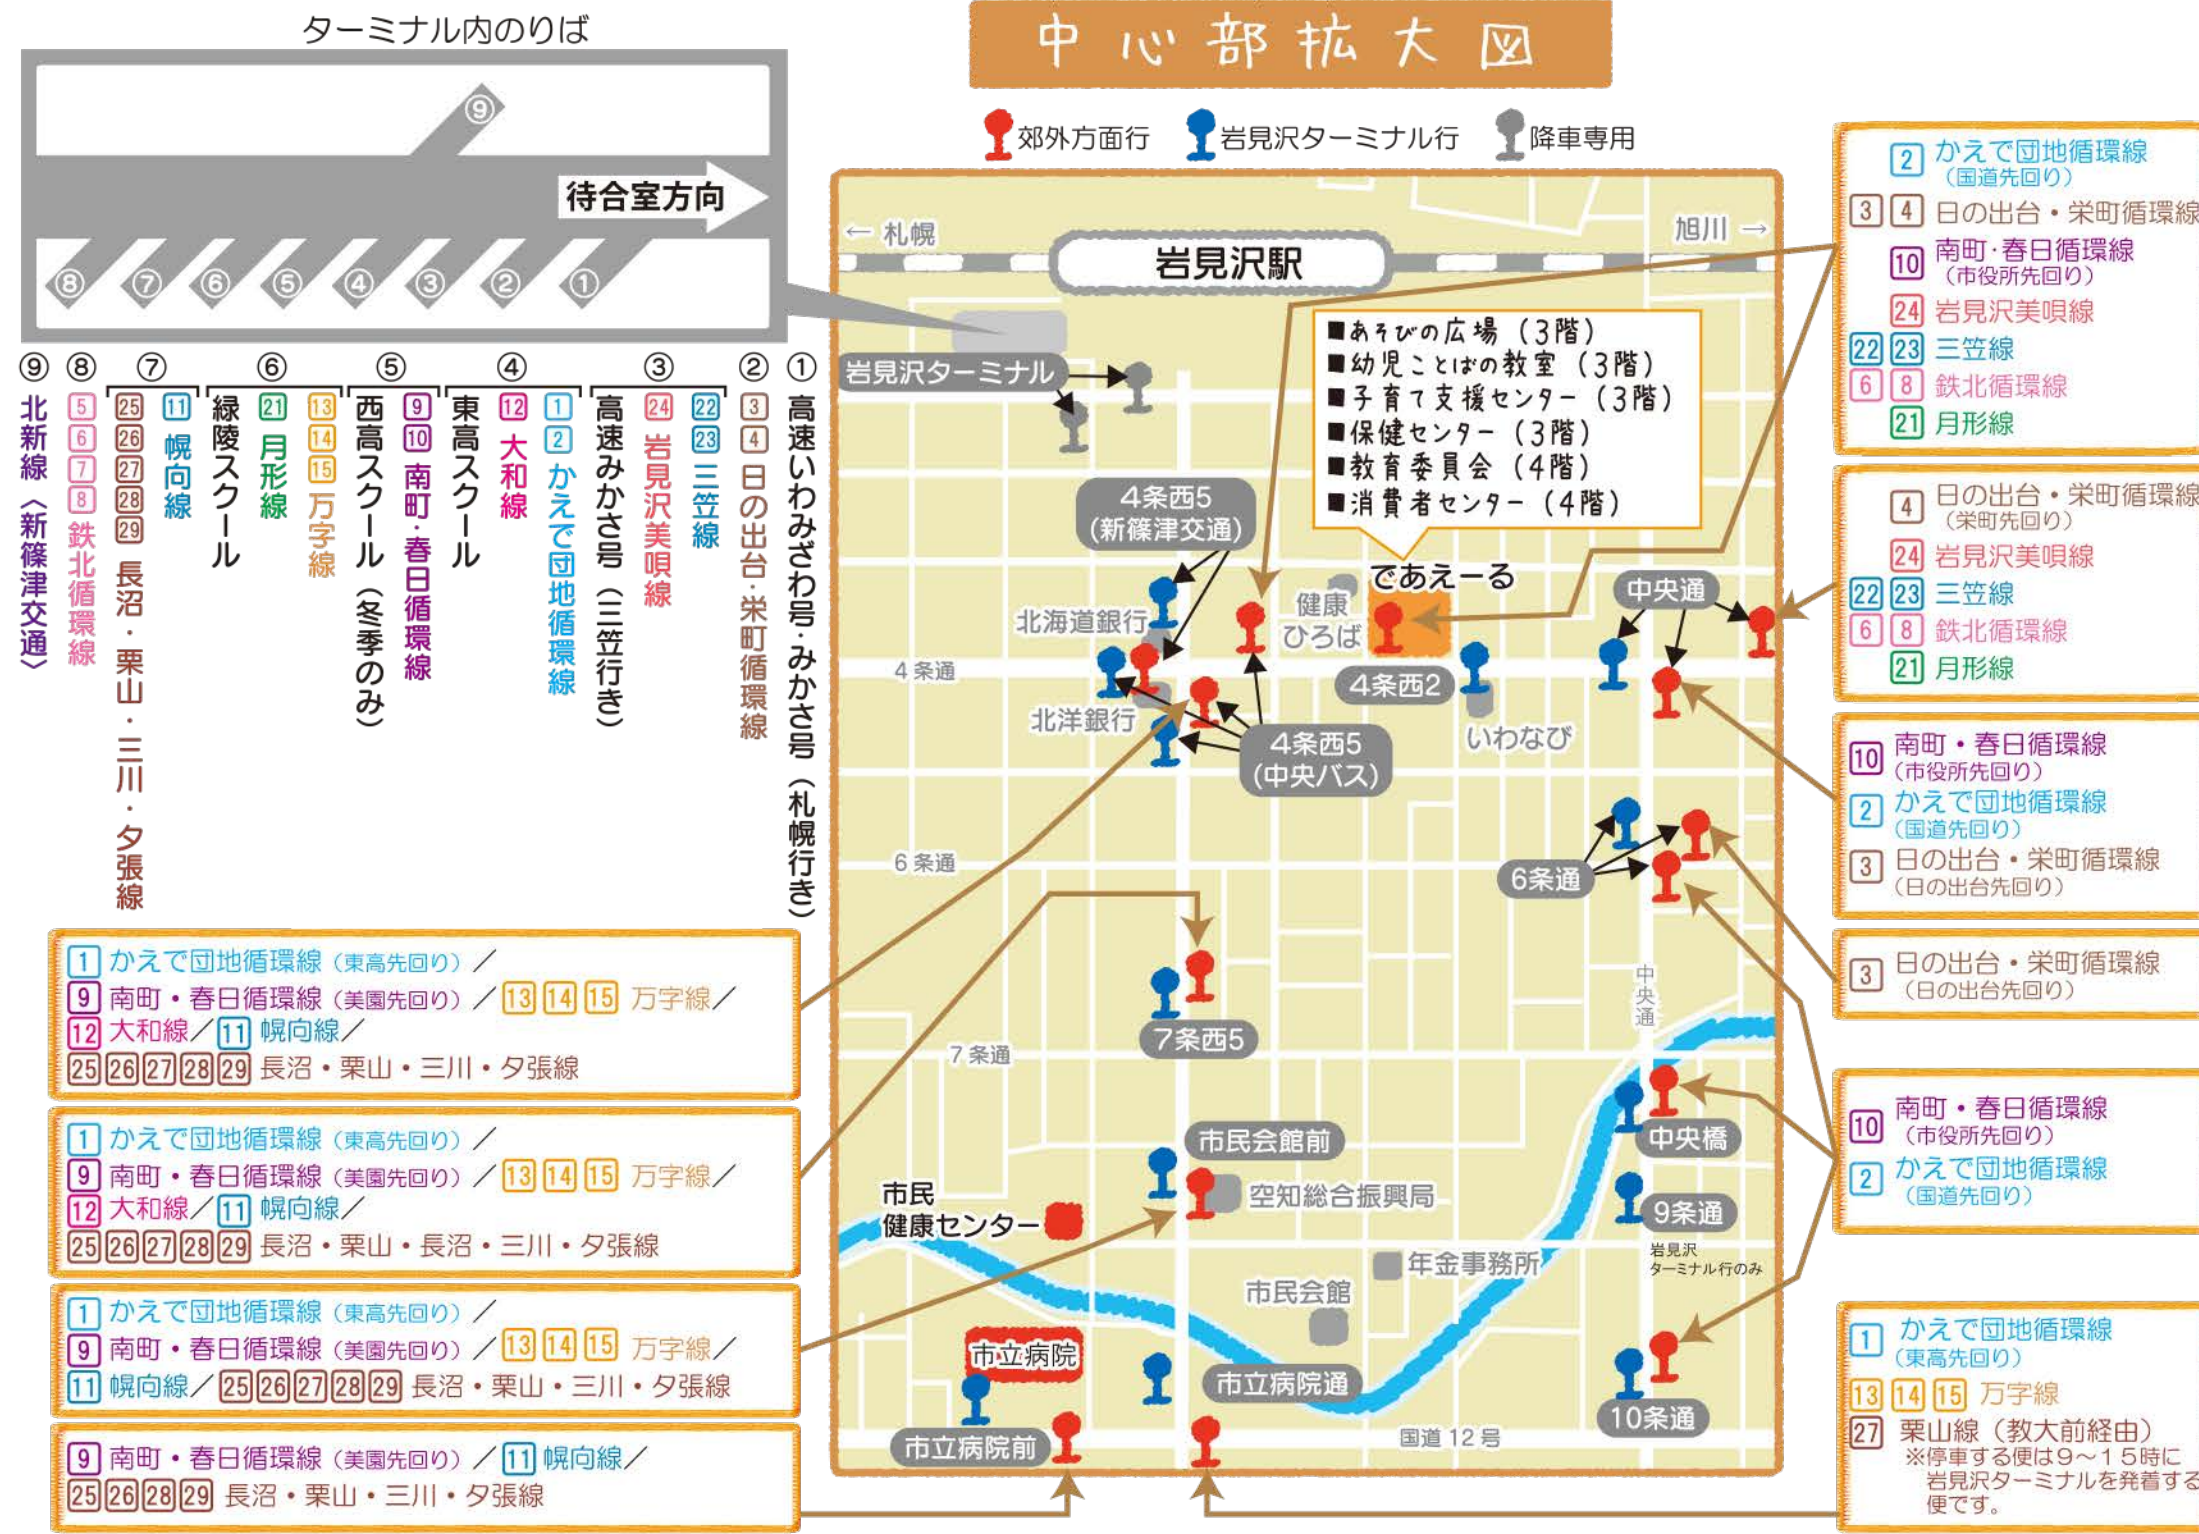 ターミナル内のりば
⑨
待合室方向
⑧ ⑦ ⑥ ⑤ ④ ③ ② ①
⑨ 北新線〈新篠津交通〉
⑧ 5 6 7 8 鉄北循環線
⑦ 25 26 27 28 29 長沼・栗山・三川・夕張線
11 幌向線
⑥ 緑陵スクール
21 月形線
13 14 15 万字線
⑤ 西高スクール（冬季のみ）
9 10 南町・春日循環線
④ 東高スクール
12 大和線
1 2 かえで団地循環線
③ 高速みかさ号（三笠行き）
24 岩見沢美唄線
22 23 三笠線
② 3 4 日の出台・栄町循環線
① 高速いわみざわ号・みかさ号（札幌行き）
中心部拡大図
郊外方面行 岩見沢ターミナル行 降車専用
← 札幌
旭川 →
岩見沢駅
岩見沢ターミナル
■あそびの広場（3階）
■幼児ことばの教室（3階）
■子育て支援センター（3階）
■保健センター（3階）
■教育委員会（4階）
■消費者センター（4階）
4条西5
（新篠津交通）
であえーる
健康
ひろば
中央通
北海道銀行
4条通
4条西2
北洋銀行
4条西5
（中央バス）
いわなび
6条通
6条通
中央通
7条西5
7条通
中央橋
市民会館前
空知総合振興局
市民
健康センター
9条通
岩見沢
ターミナル行のみ
年金事務所
市民会館
市立病院
市立病院通
10条通
市立病院前
国道12号
1 かえで団地循環線（東高先回り）／
9 南町・春日循環線（美園先回り）／13 14 15 万字線／
12 大和線／11 幌向線／
25 26 27 28 29 長沼・栗山・三川・夕張線
1 かえで団地循環線（東高先回り）／
9 南町・春日循環線（美園先回り）／13 14 15 万字線／
12 大和線／11 幌向線／
25 26 27 28 29 長沼・栗山・長沼・三川・夕張線
1 かえで団地循環線（東高先回り）／
9 南町・春日循環線（美園先回り）／13 14 15 万字線／
11 幌向線／25 26 27 28 29 長沼・栗山・三川・夕張線
9 南町・春日循環線（美園先回り）／11 幌向線／
25 26 28 29 長沼・栗山・三川・夕張線
2 かえで団地循環線
（国道先回り）
3 4 日の出台・栄町循環線
10 南町・春日循環線
（市役所先回り）
24 岩見沢美唄線
22 23 三笠線
6 8 鉄北循環線
21 月形線
4 日の出台・栄町循環線
（栄町先回り）
24 岩見沢美唄線
22 23 三笠線
6 8 鉄北循環線
21 月形線
10 南町・春日循環線
（市役所先回り）
2 かえで団地循環線
（国道先回り）
3 日の出台・栄町循環線
（日の出台先回り）
3 日の出台・栄町循環線
（日の出台先回り）
10 南町・春日循環線
（市役所先回り）
2 かえで団地循環線
（国道先回り）
1 かえで団地循環線
（東高先回り）
13 14 15 万字線
27 栗山線（教大前経由）
※停車する便は9〜15時に
岩見沢ターミナルを発着する
便です。